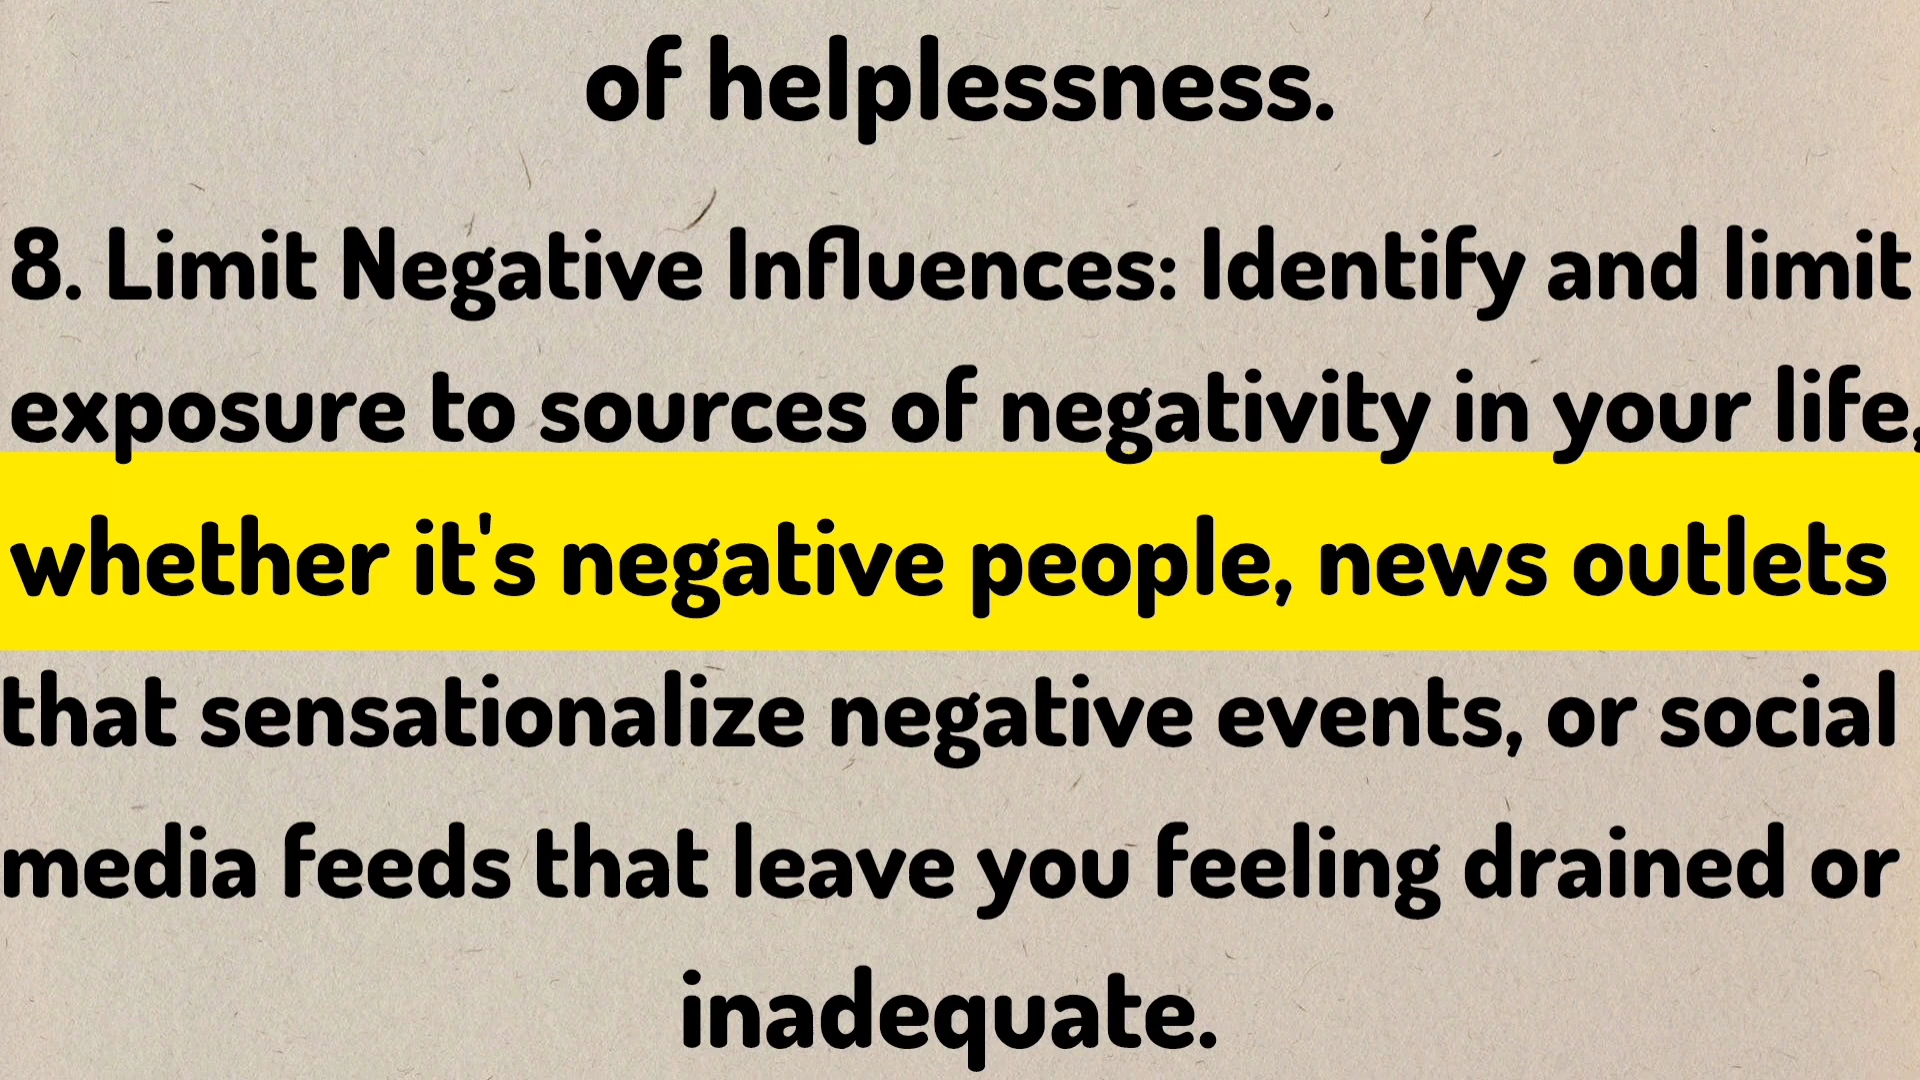 of helplessness.
8. Limit Negative Influences: Identify and limit
exposure to sources of negativity in your life,
whether it's negative people, news outlets
that sensationalize negative events, or social
media feeds that leave you feeling drained or
inadequate.